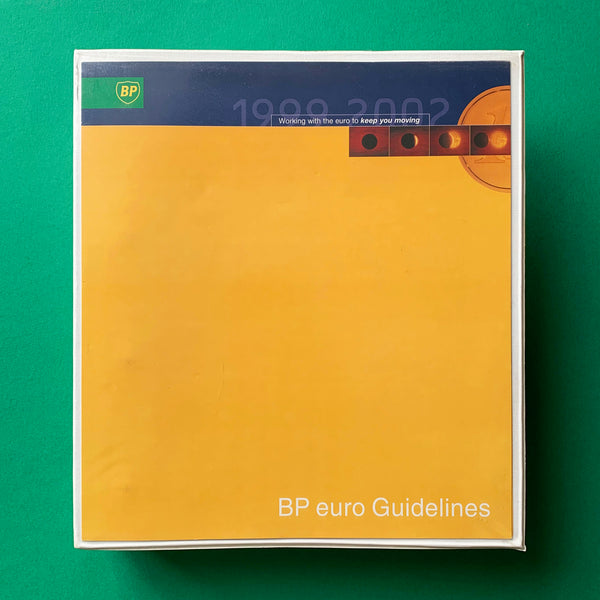 BP
1999 2002
Working with the euro to keep you moving
BP euro Guidelines